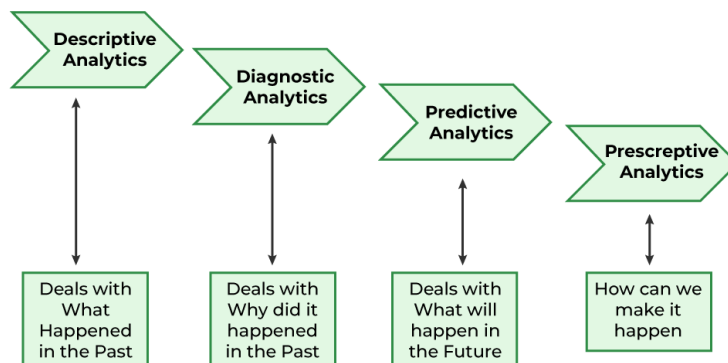 Descriptive
Analytics
Diagnostic
Analytics
Predictive
Analytics
Prescreptive
Analytics
Deals with
What
Happened
in the Past
Deals with
Why did it
happened
in the Past
Deals with
What will
happen in
the Future
How can we
make it
happen